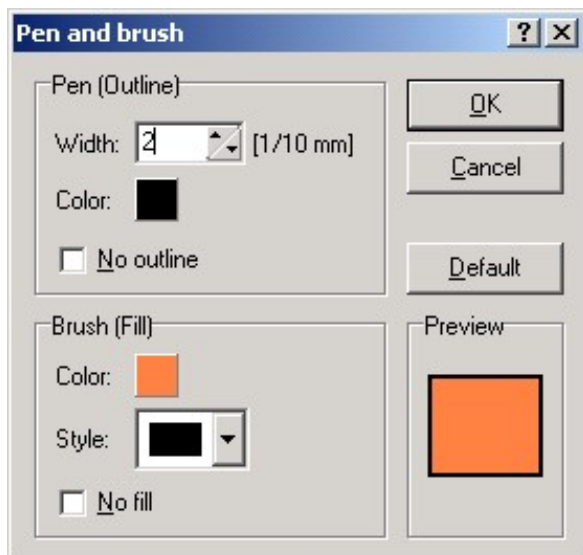 Pen and brush
Pen (Outline)
Width: 2 [1/10 mm]
Color:
No outline
OK
Cancel
Default
Brush (Fill)
Color:
Style:
No fill
Preview